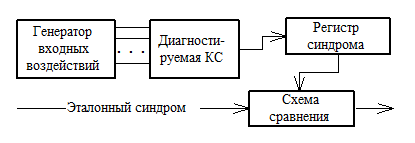 Генератор
входных
воздействий
. . .
Диагности-
руемая КС
Регистр
синдрома
Эталонный синдром
Схема
сравнения